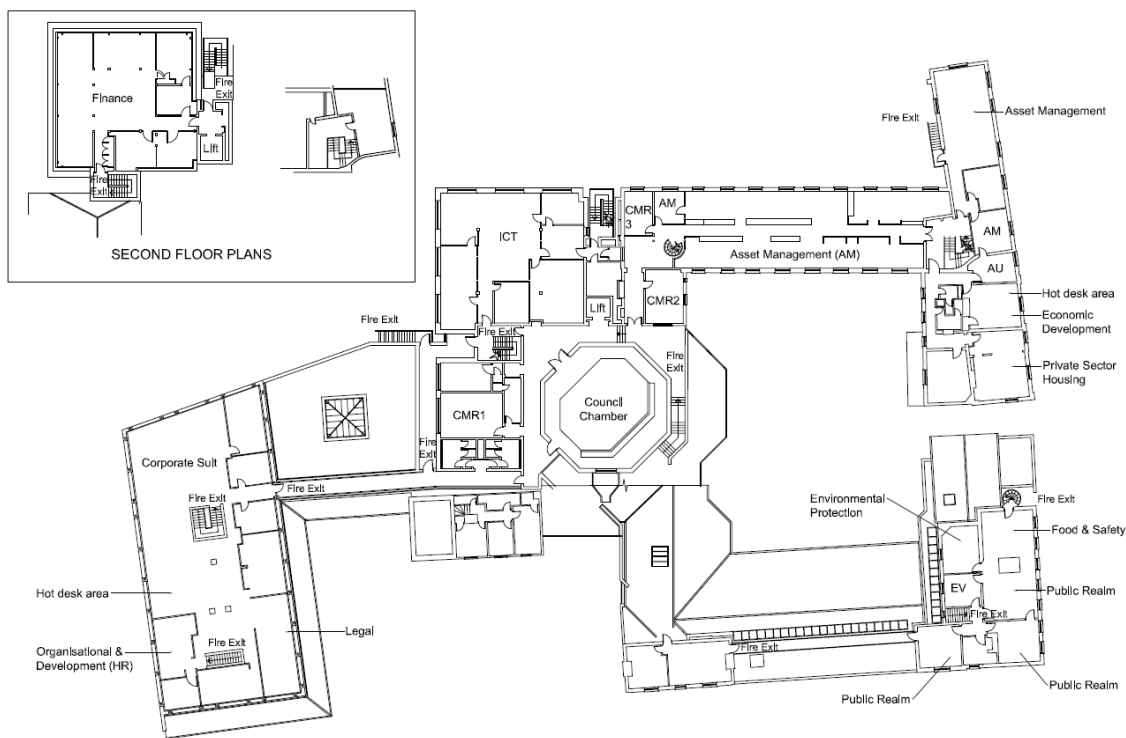 Fire
Exit
Finance
Lift
Fire
Exit
SECOND FLOOR PLANS
Asset Management
Fire Exit
CMR
3
AM
ICT
Asset Management (AM)
AM
AU
CMR2
Lift
Hot desk area
Economic
Development
Fire Exit
Fire Exit
Fire
Exit
Private Sector
Housing
Council
Chamber
CMR1
Fire
Exit
Corporate Suit
Fire Exit
Fire Exit
Environmental
Protection
Fire Exit
Food & Safety
EV
Public Realm
Hot desk area
Fire Exit
Legal
Fire Exit
Organisational &
Development (HR)
Fire Exit
Public Realm
Public Realm